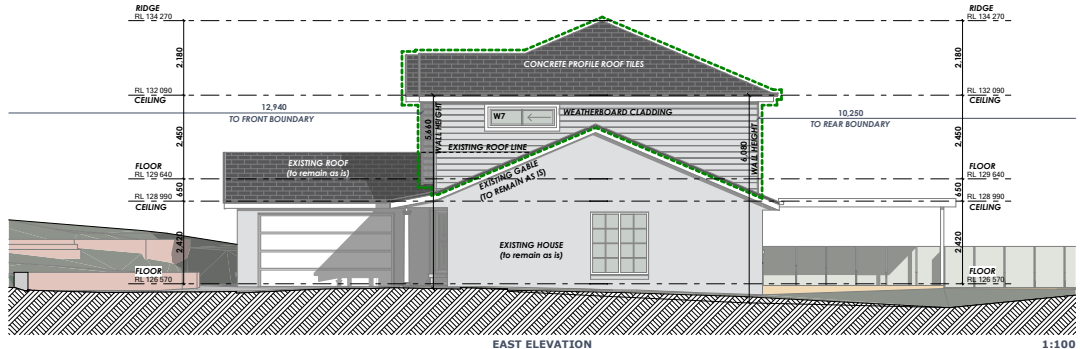 RIDGE
RL 134 270
2,180
RL 132 090
CEILING
12,940
TO FRONT BOUNDARY
2,460
FLOOR
RL 129 640
650
RL 128 990
CEILING
2,420
FLOOR
RL 126 570
CONCRETE PROFILE ROOF TILES
5,660
WALL HEIGHT
W7
WEATHERBOARD CLADDING
EXISTING ROOF LINE
EXISTING ROOF
(to remain as is)
EXISTING GABLE
(TO REMAIN AS IS)
6,080
WALL HEIGHT
EXISTING HOUSE
(to remain as is)
RIDGE
RL 134 270
2,180
RL 132 090
CEILING
10,250
TO REAR BOUNDARY
2,460
FLOOR
RL 129 640
650
RL 128 990
CEILING
2,420
FLOOR
RL 126 570
EAST ELEVATION
1:100